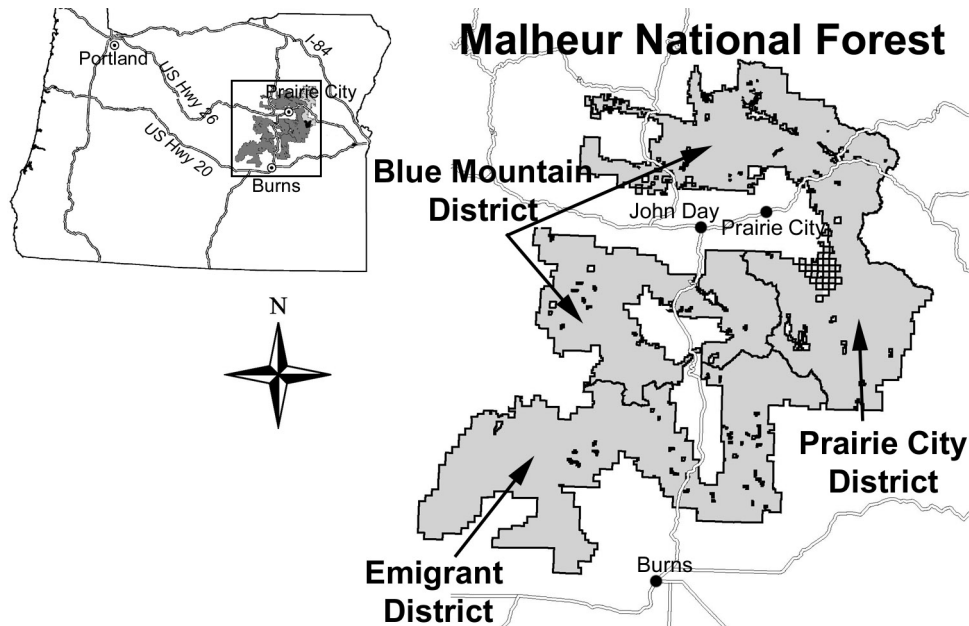 Malheur National Forest
Portland
I-84
US Hwy 26
Prairie City
US Hwy 20
Burns
Blue Mountain
District
John Day
Prairie City
N
Prairie City
District
Emigrant
District
Burns